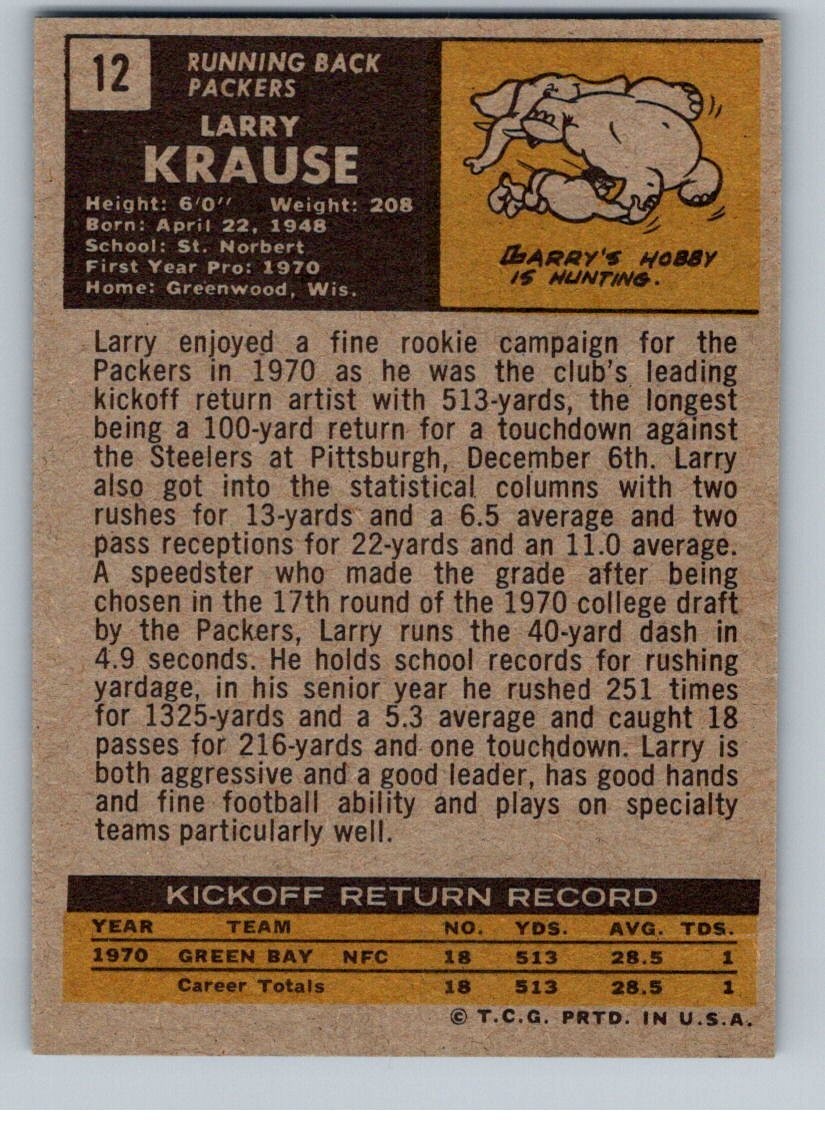 12
RUNNING BACK
PACKERS
LARRY
KRAUSE
Height: 6'0" Weight: 208
Born: April 22, 1948
School: St. Norbert
First Year Pro: 1970
Home: Greenwood, Wis.
LARRY'S HOBBY
IS HUNTING.
Larry enjoyed a fine rookie campaign for the
Packers in 1970 as he was the club's leading
kickoff return artist with 513-yards, the longest
being a 100-yard return for a touchdown against
the Steelers at Pittsburgh, December 6th. Larry
also got into the statistical columns with two
rushes for 13-yards and a 6.5 average and two
pass receptions for 22-yards and an 11.0 average.
A speedster who made the grade after being
chosen in the 17th round of the 1970 college draft
by the Packers, Larry runs the 40-yard dash in
4.9 seconds. He holds school records for rushing
yardage, in his senior year he rushed 251 times
for 1325-yards and a 5.3 average and caught 18
passes for 216-yards and one touchdown. Larry is
both aggressive and a good leader, has good hands
and fine football ability and plays on specialty
teams particularly well.
KICKOFF RETURN RECORD
YEAR TEAM NO. YDS. AVG. TDS.
1970 GREEN BAY NFC 18 513 28.5 1
Career Totals 18 513 28.5 1
© T.C.G. PRTD. IN U.S.A.